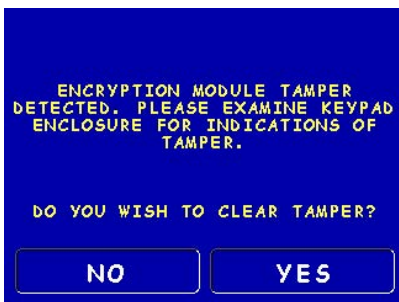 ENCRYPTION MODULE TAMPER
DETECTED. PLEASE EXAMINE KEYPAD
ENCLOSURE FOR INDICATIONS OF
TAMPER.
DO YOU WISH TO CLEAR TAMPER?
NO YES